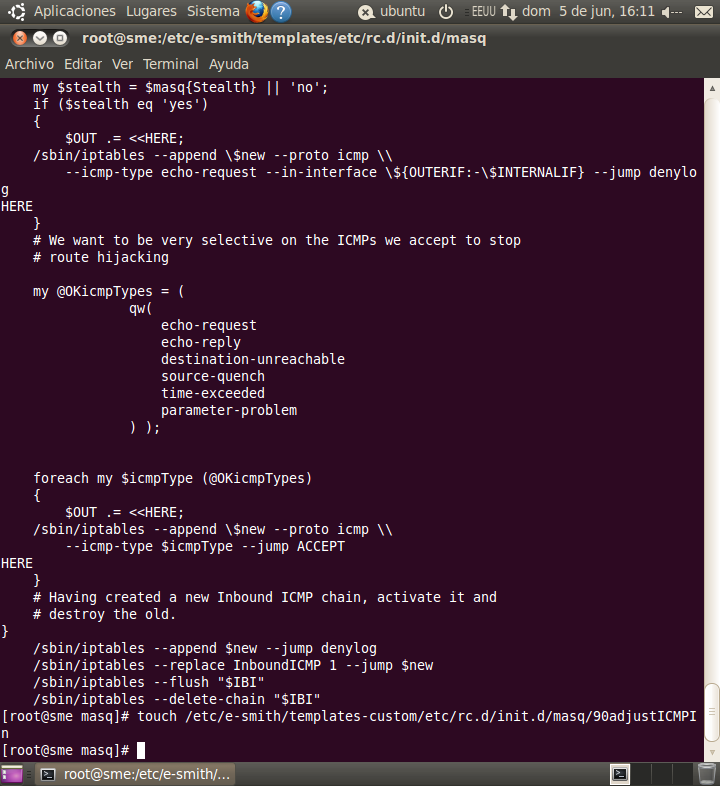 Aplicaciones Lugares Sistema ? ubuntu EEUU dom 5 de jun, 16:11
root@sme:/etc/e-smith/templates/etc/rc.d/init.d/masq
Archivo Editar Ver Terminal Ayuda
my $stealth = $masq{Stealth} || 'no';
if ($stealth eq 'yes')
{
$OUT .= <<HERE;
/sbin/iptables --append \$new --proto icmp \\
--icmp-type echo-request --in-interface \${OUTERIF:-\$INTERNALIF} --jump denylo
g
HERE
}
# We want to be very selective on the ICMPs we accept to stop
# route hijacking
my @OKicmpTypes = (
qw(
echo-request
echo-reply
destination-unreachable
source-quench
time-exceeded
parameter-problem
) );
foreach my $icmpType (@OKicmpTypes)
{
$OUT .= <<HERE;
/sbin/iptables --append \$new --proto icmp \\
--icmp-type $icmpType --jump ACCEPT
HERE
}
# Having created a new Inbound ICMP chain, activate it and
# destroy the old.
}
/sbin/iptables --append $new --jump denylog
/sbin/iptables --replace InboundICMP 1 --jump $new
/sbin/iptables --flush "$IBI"
/sbin/iptables --delete-chain "$IBI"
[root@sme masq]# touch /etc/e-smith/templates-custom/etc/rc.d/init.d/masq/90adjustICMPI
n
[root@sme masq]#
root@sme:/etc/e-smith/...